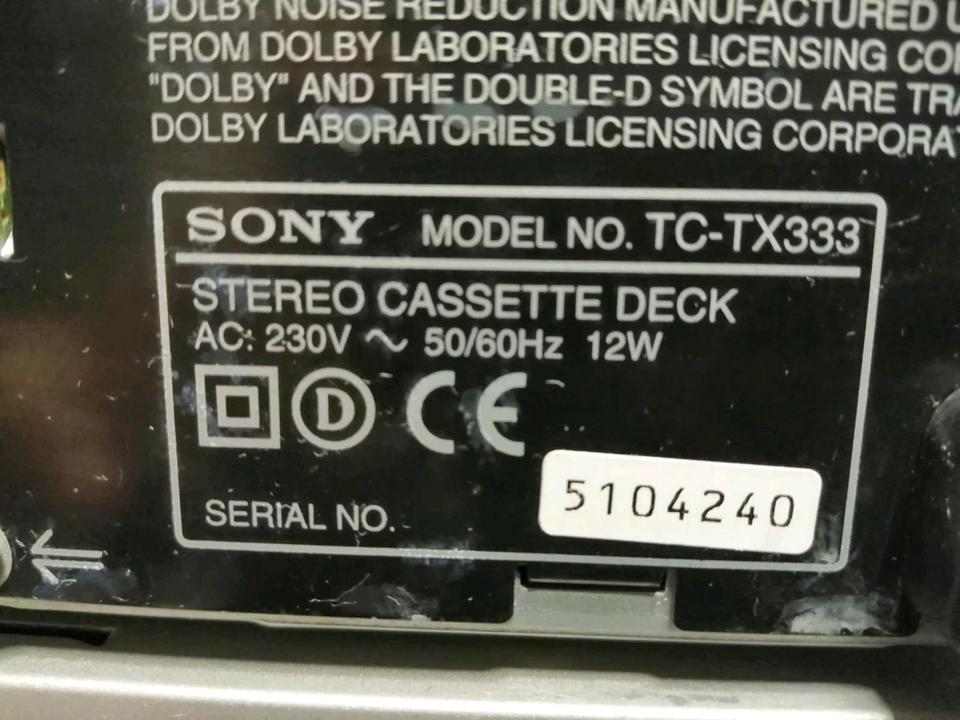 DOLBY NOISE REDUCTION MANUFACTURED
FROM DOLBY LABORATORIES LICENSING
"DOLBY" AND THE DOUBLE-D SYMBOL ARE
DOLBY LABORATORIES LICENSING
SONY MODEL NO. TC-TX333
STEREO CASSETTE DECK
AC: 230V ~ 50/60Hz 12W
D CE
SERIAL NO. 5104240